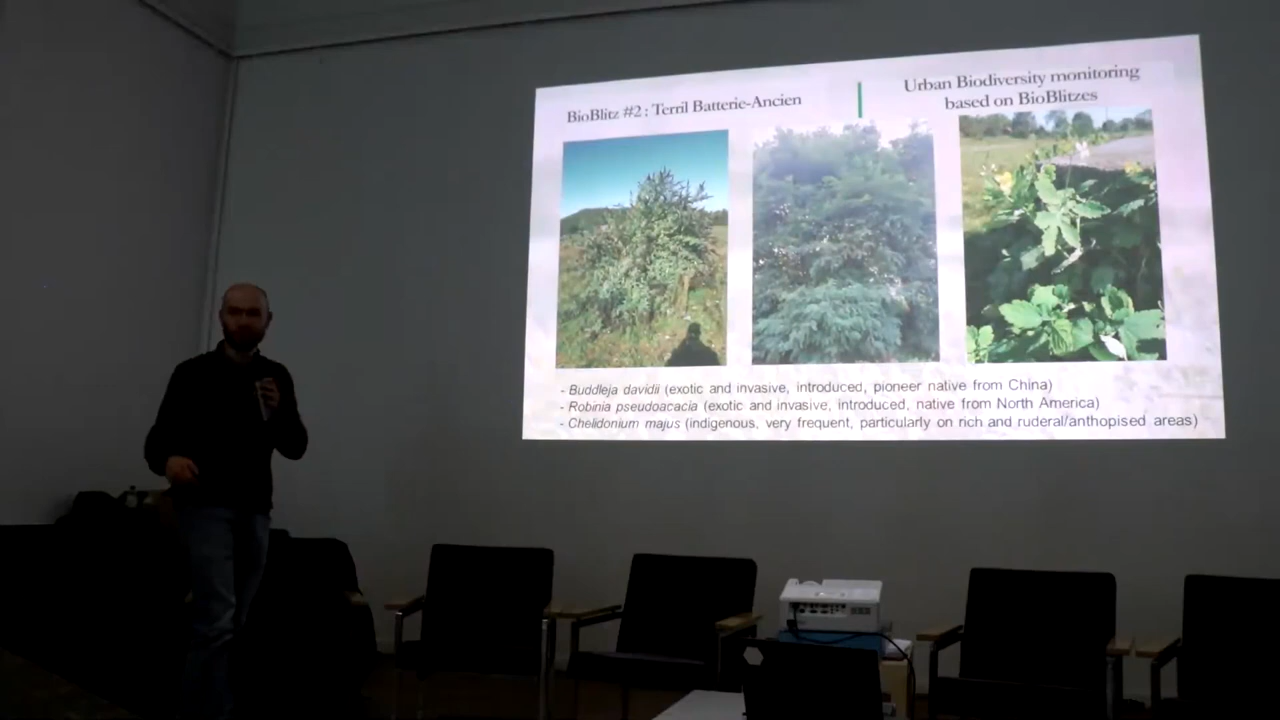 BioBlitz #2 : Terril Batterie-Ancien
Urban Biodiversity monitoring
based on BioBlitzes
- Buddleja davidii (exotic and invasive, introduced, pioneer native from China)
- Robinia pseudoacacia (exotic and invasive, introduced, native from North America)
- Chelidonium majus (indigenous, very frequent, particularly on rich and ruderal/anthopised areas)